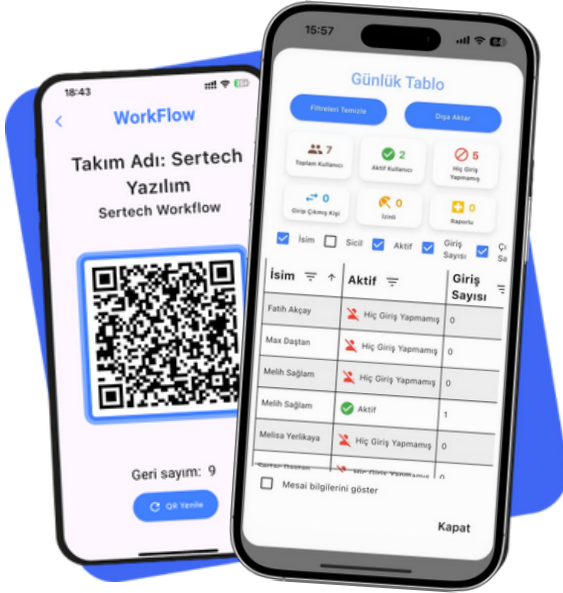 18:43
WorkFlow
Takım Adı: Sertech
Yazılım
Sertech Workflow
Geri sayım: 9
QR Yenile
15:57
64
Günlük Tablo
Filtreleri Temizle
Dışa Aktar
7
Toplam Kullanıcı
2
Aktif Kullanıcı
5
Hiç Giriş
Yapmamış
0
Girip Çıkmış Kişi
0
İzinli
0
Raporlu
İsim
Sicil
Aktif
Giriş
Sayısı
İsim
Aktif
Giriş
Sayısı
Fatih Akçay Hiç Giriş Yapmamış 0
Max Daştan Hiç Giriş Yapmamış 0
Melih Sağlam Hiç Giriş Yapmamış 0
Melih Sağlam Aktif 1
Melisa Yerlikaya Hiç Giriş Yapmamış 0
Mesai bilgilerini göster
Kapat